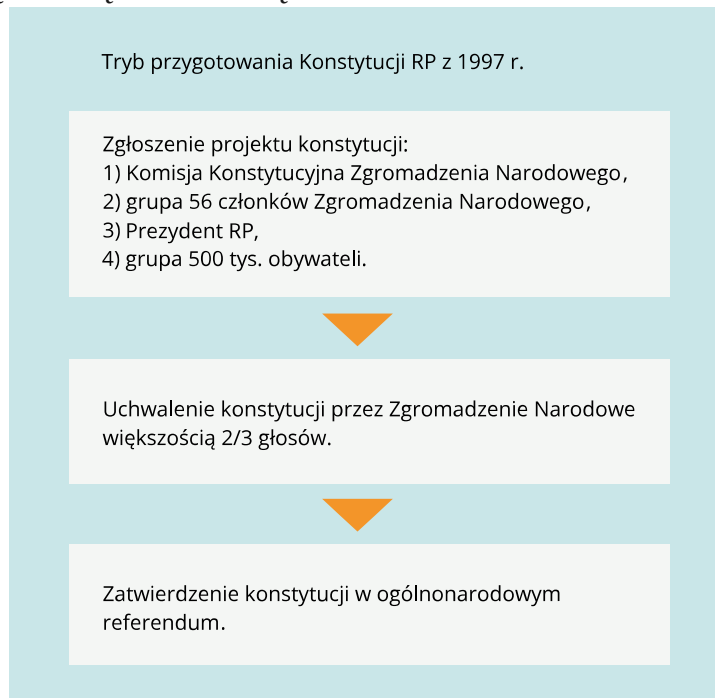 Tryb przygotowania Konstytucji RP z 1997 r.
Zgłoszenie projektu konstytucji:
1) Komisja Konstytucyjna Zgromadzenia Narodowego,
2) grupa 56 członków Zgromadzenia Narodowego,
3) Prezydent RP,
4) grupa 500 tys. obywateli.
Uchwalenie konstytucji przez Zgromadzenie Narodowe
większością 2/3 głosów.
Zatwierdzenie konstytucji w ogólnonarodowym
referendum.